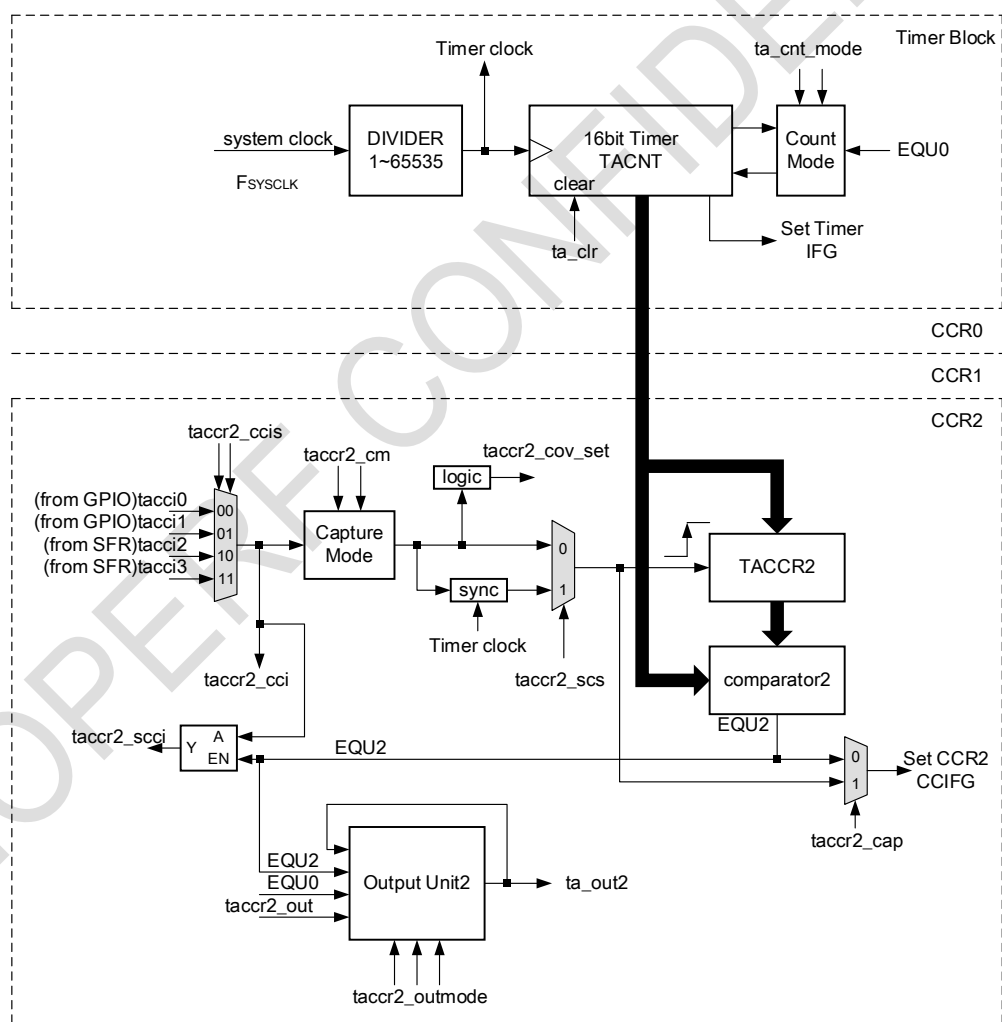 Timer Block
Timer clock
ta_cnt_mode
system clock
FSYSCLK
DIVIDER
1~65535
16bit Timer
TACNT
clear
ta_clr
Count
Mode
EQU0
Set Timer
IFG
CCR0
CCR1
CCR2
taccr2_ccis
(from GPIO)tacci0
(from GPIO)tacci1
(from SFR)tacci2
(from SFR)tacci3
00
01
10
11
taccr2_cm
Capture
Mode
logic
taccr2_cov_set
sync
Timer clock
0
1
taccr2_scs
TACCR2
comparator2
EQU2
taccr2_cci
taccr2_scci
Y
A
EN
EQU2
0
1
Set CCR2
CCIFG
taccr2_cap
EQU2
EQU0
taccr2_out
Output Unit2
ta_out2
taccr2_outmode
OPERF CONFIDE